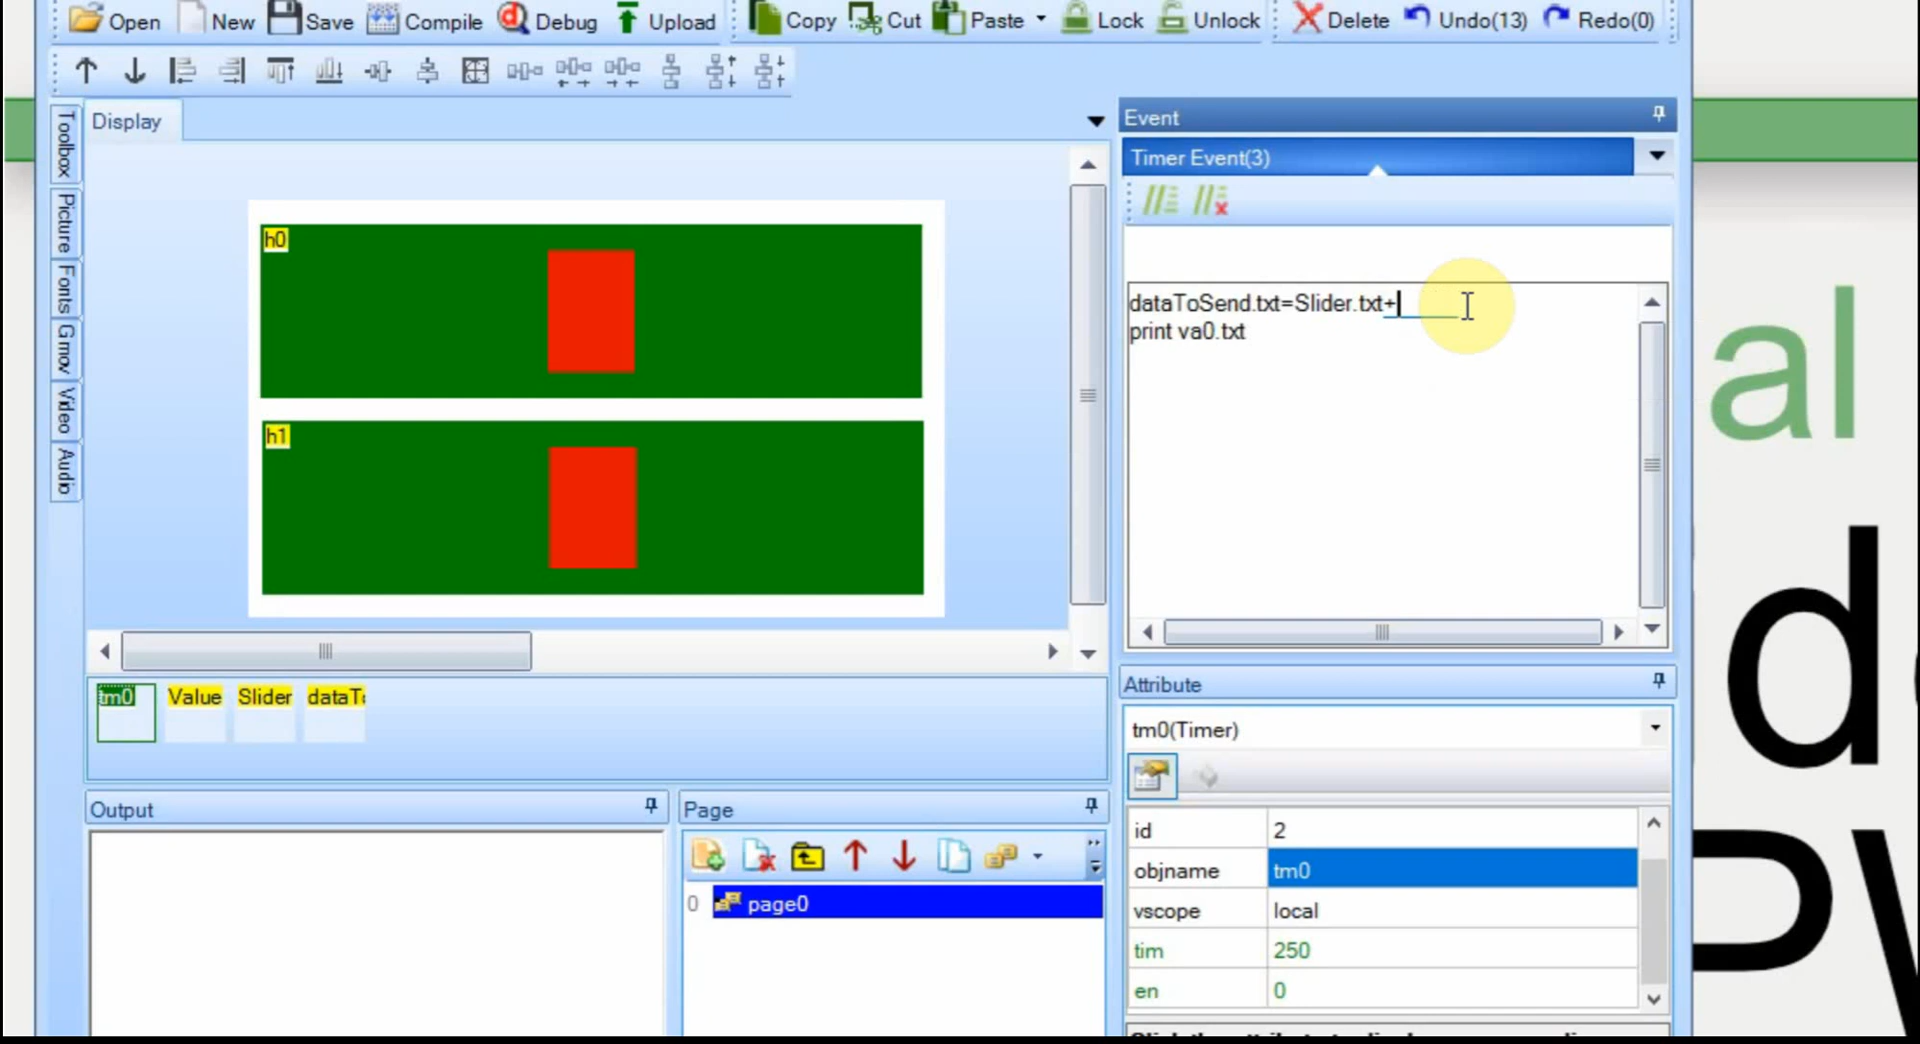 Open New Save Compile Debug Upload Copy Cut Paste Lock Unlock Delete Undo(13) Redo(0)
Toolbox
Picture
Fonts
Gmov
Video
Audio
Display
h0
h1
tm0 Value Slider dataT
Output
Page
0 page0
Event
Timer Event(3)
dataToSend.txt=Slider.txt+
print va0.txt
Attribute
tm0(Timer)
id 2
objname tm0
vscope local
tim 250
en 0
al
d
P